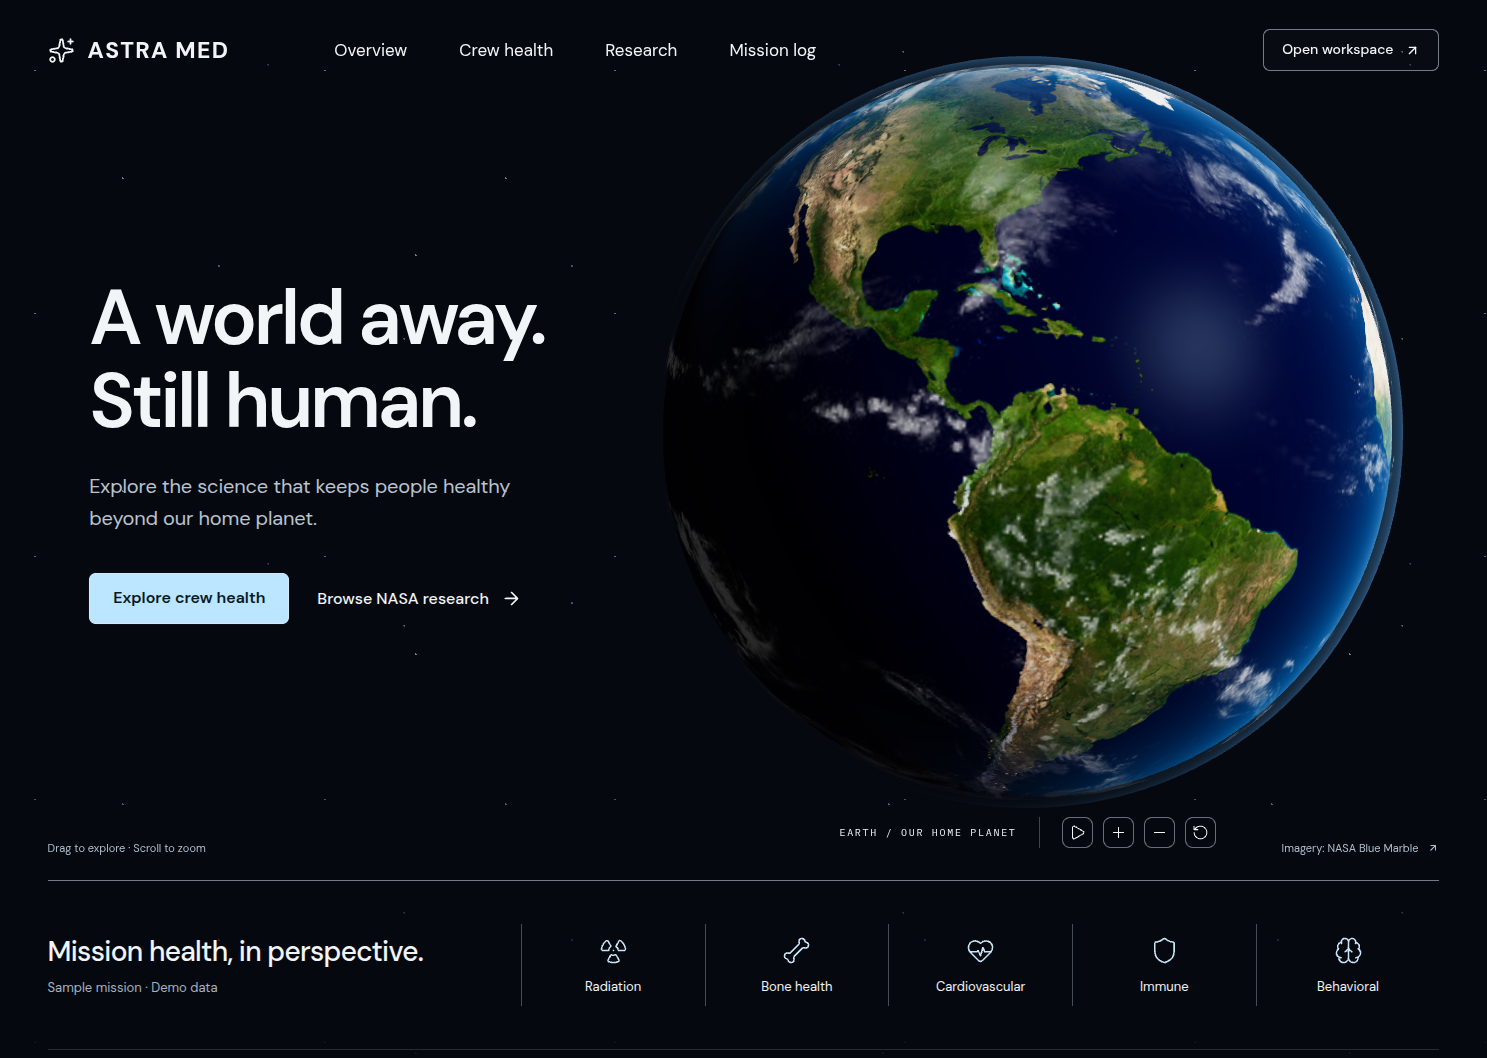 ASTRA MED
Overview
Crew health
Research
Mission log
Open workspace
A world away.
Still human.
Explore the science that keeps people healthy
beyond our home planet.
Explore crew health
Browse NASA research
EARTH / OUR HOME PLANET
Drag to explore · Scroll to zoom
Imagery: NASA Blue Marble
Mission health, in perspective.
Sample mission · Demo data
Radiation
Bone health
Cardiovascular
Immune
Behavioral